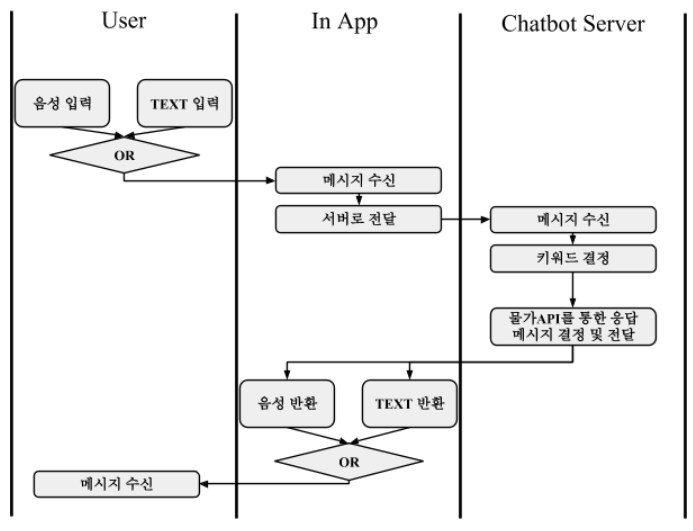 User
In App
Chatbot Server
음성 입력
TEXT 입력
OR
메시지 수신
서버로 전달
메시지 수신
키워드 결정
물가API를 통한 응답
메시지 결정 및 전달
음성 반환
TEXT 반환
OR
메시지 수신